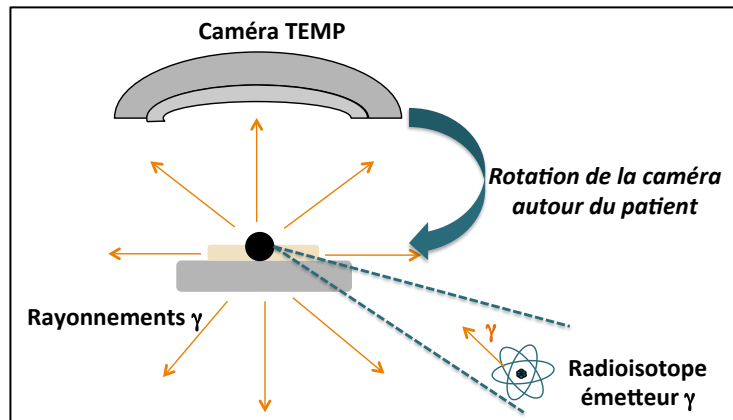 Caméra TEMP
Rotation de la caméra
autour du patient
Rayonnements γ
γ
Radioisotope
émetteur γ